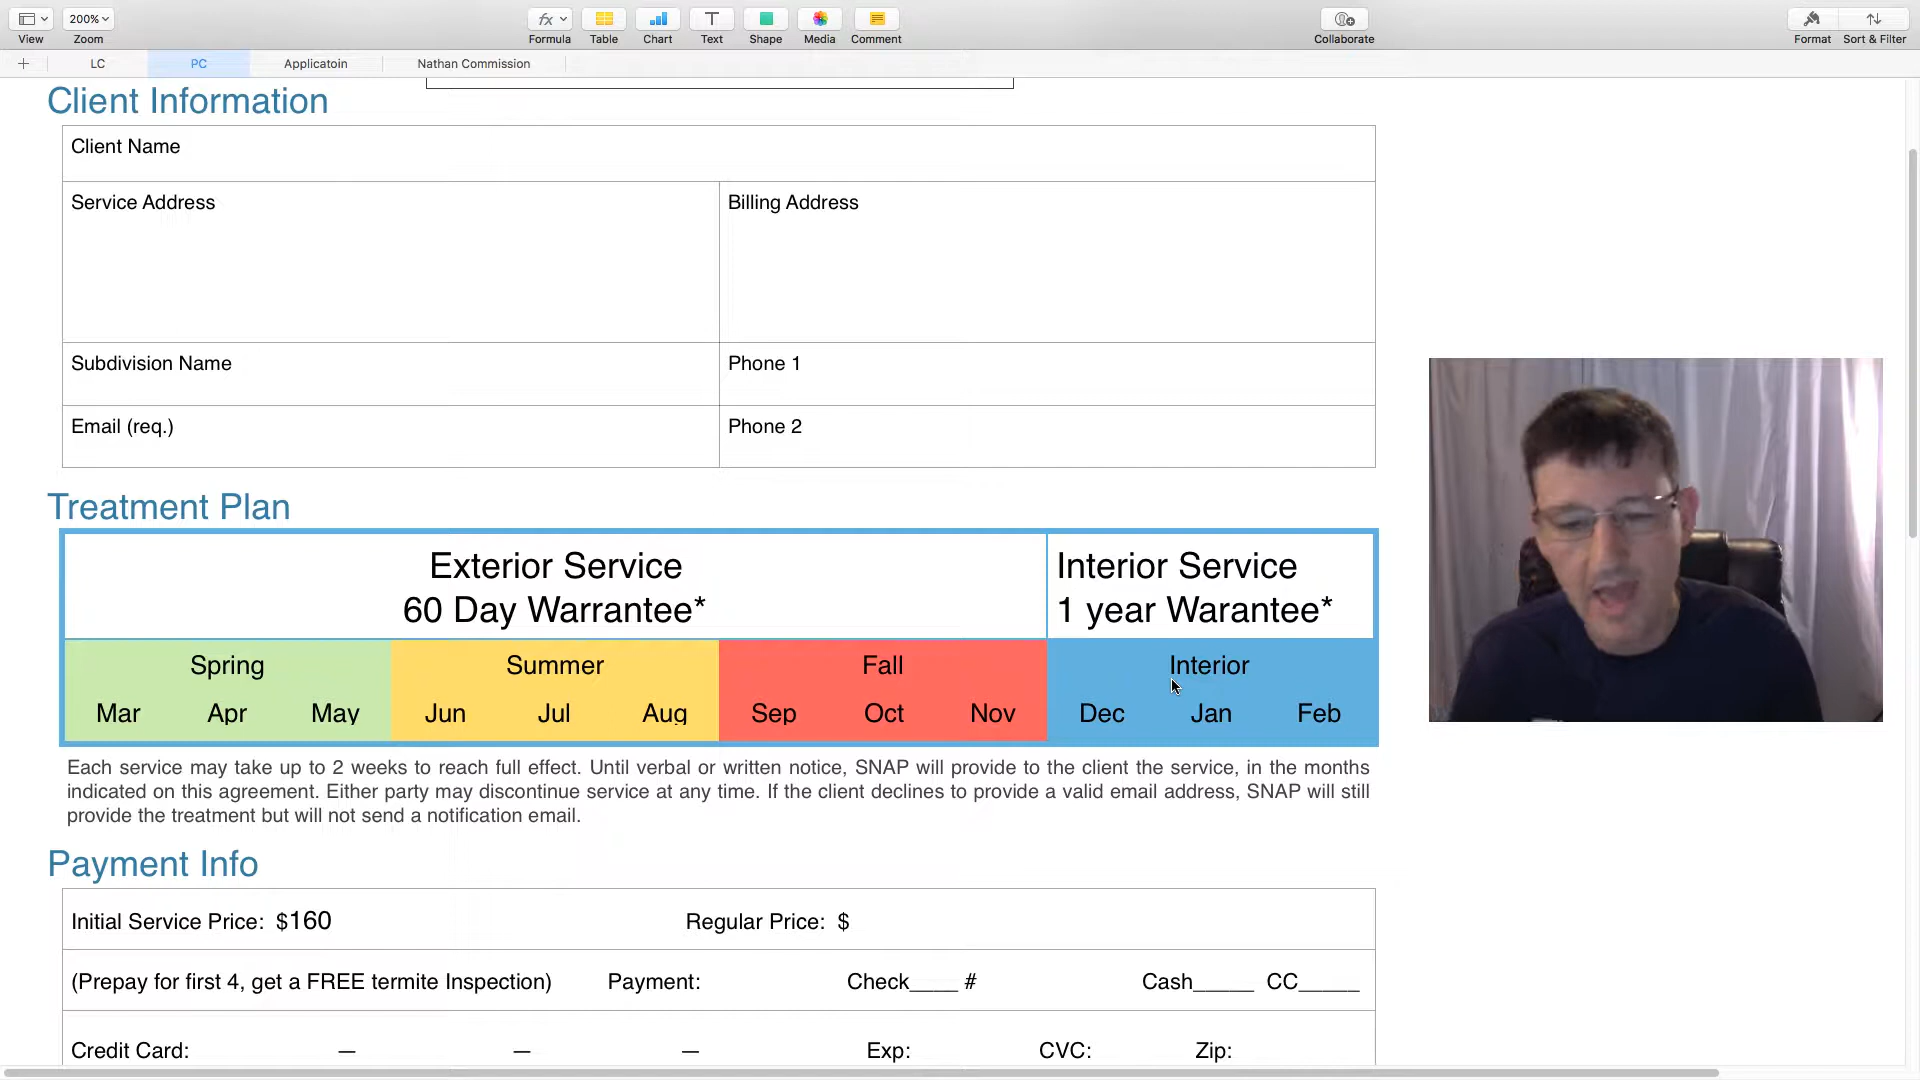 View
200%
Zoom
Formula
Table
Chart
Text
Shape
Media
Comment
Collaborate
Format
Sort & Filter
LC
PC
Applicatoin
Nathan Commission
Client Information
Client Name
Service Address
Billing Address
Subdivision Name
Phone 1
Email (req.)
Phone 2
Treatment Plan
Exterior Service
60 Day Warrantee*
Interior Service
1 year Warantee*
Spring
Summer
Fall
Interior
Mar Apr May Jun Jul Aug Sep Oct Nov Dec Jan Feb
Each service may take up to 2 weeks to reach full effect. Until verbal or written notice, SNAP will provide to the client the service, in the months
indicated on this agreement. Either party may discontinue service at any time. If the client declines to provide a valid email address, SNAP will still
provide the treatment but will not send a notification email.
Payment Info
Initial Service Price: $160 Regular Price: $
(Prepay for first 4, get a FREE termite Inspection) Payment: Check____ # Cash_____ CC_____
Credit Card: — — — Exp: CVC: Zip: